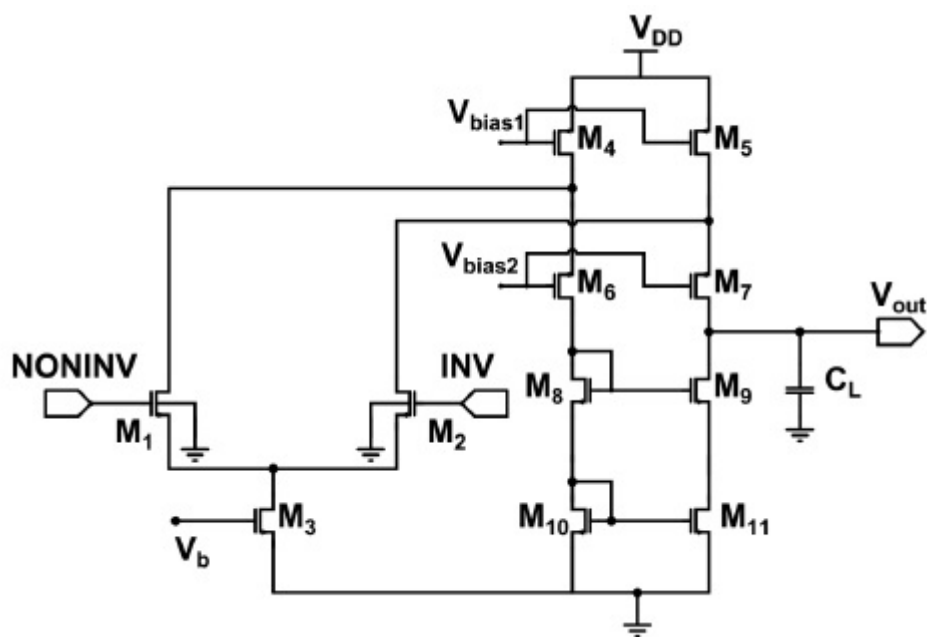 V_DD
V_bias1
M_4
M_5
V_bias2
M_6
M_7
V_out
NONINV
INV
M_8
M_9
C_L
M_1
M_2
M_3
M_10
M_11
V_b